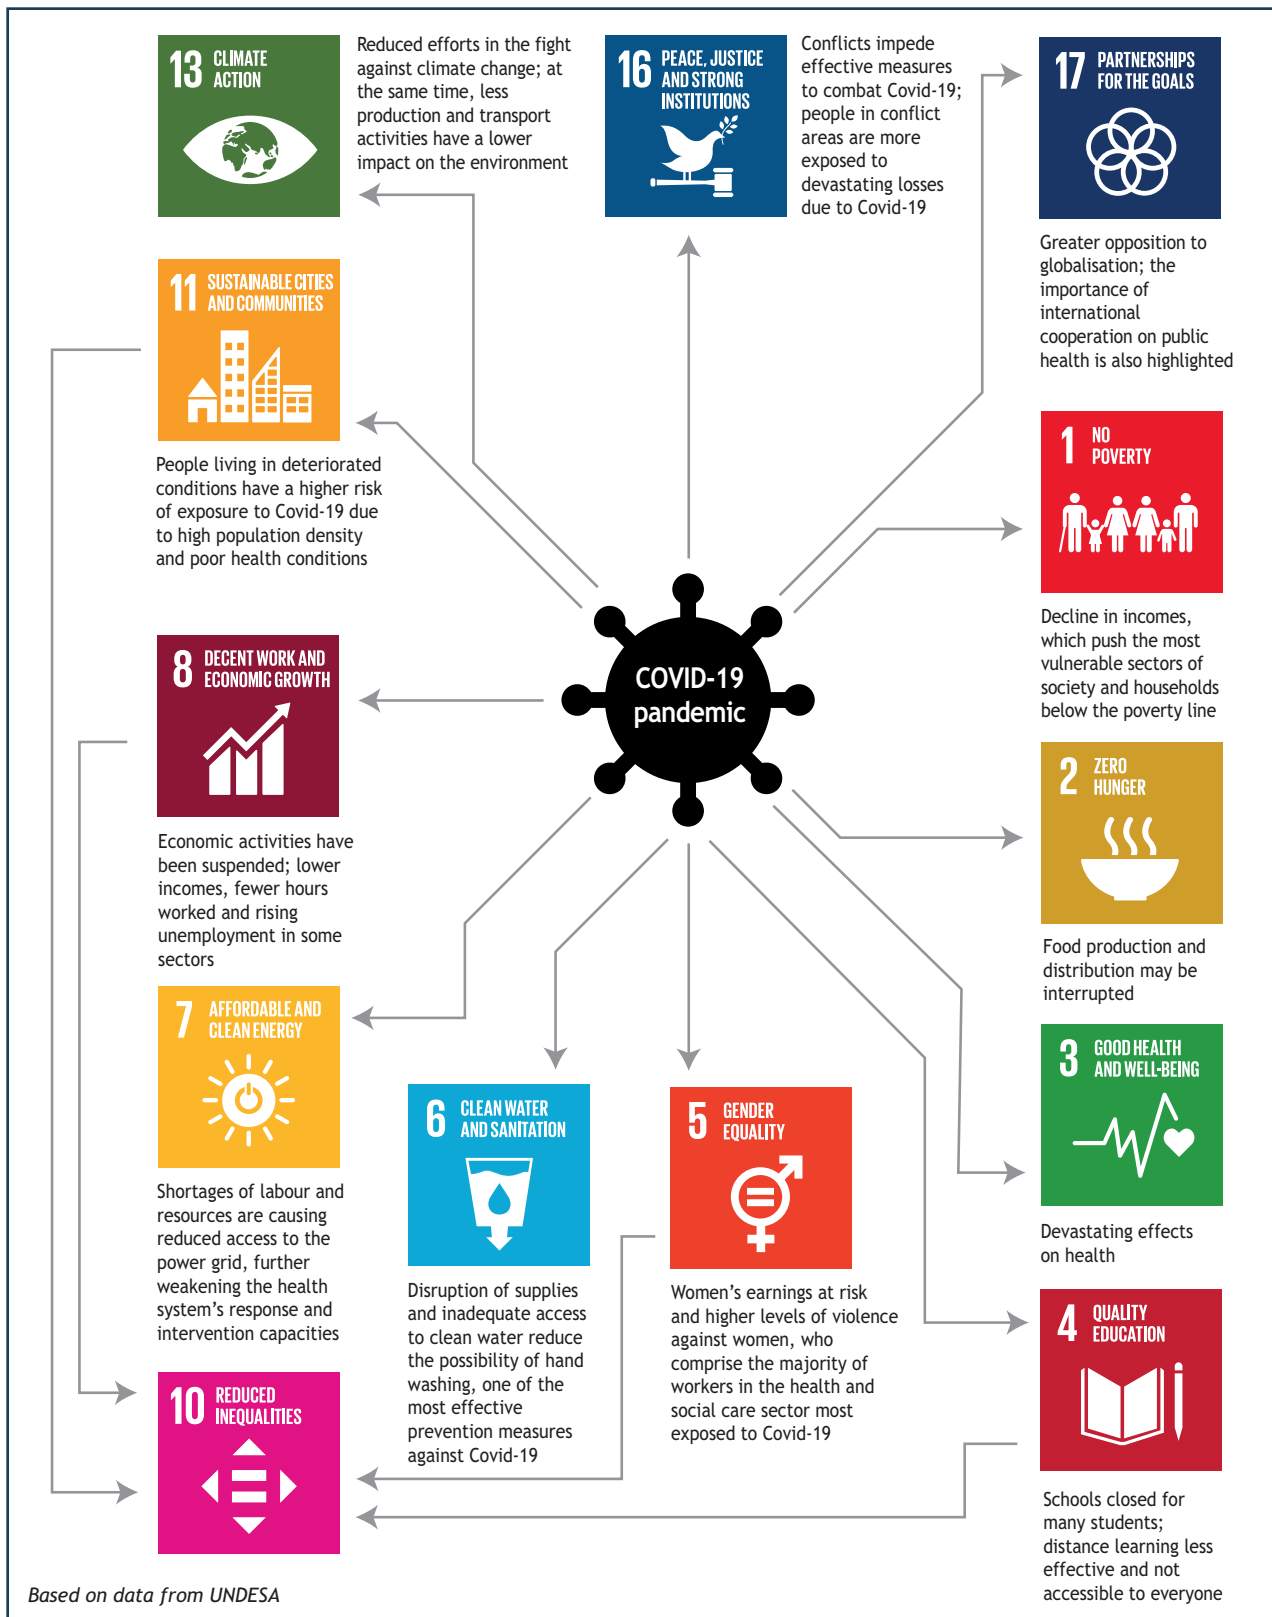 13 CLIMATE
ACTION
Reduced efforts in the fight
against climate change; at
the same time, less
production and transport
activities have a lower
impact on the environment
16 PEACE, JUSTICE
AND STRONG
INSTITUTIONS
Conflicts impede
effective measures
to combat Covid-19;
people in conflict
areas are more
exposed to
devastating losses
due to Covid-19
17 PARTNERSHIPS
FOR THE GOALS
Greater opposition to
globalisation; the
importance of
international
cooperation on public
health is also highlighted
11 SUSTAINABLE CITIES
AND COMMUNITIES
People living in deteriorated
conditions have a higher risk
of exposure to Covid-19 due
to high population density
and poor health conditions
1 NO
POVERTY
Decline in incomes,
which push the most
vulnerable sectors of
society and households
below the poverty line
COVID-19
pandemic
8 DECENT WORK AND
ECONOMIC GROWTH
Economic activities have
been suspended; lower
incomes, fewer hours
worked and rising
unemployment in some
sectors
2 ZERO
HUNGER
Food production and
distribution may be
interrupted
7 AFFORDABLE AND
CLEAN ENERGY
Shortages of labour and
resources are causing
reduced access to the
power grid, further
weakening the health
system's response and
intervention capacities
6 CLEAN WATER
AND SANITATION
Disruption of supplies
and inadequate access
to clean water reduce
the possibility of hand
washing, one of the
most effective
prevention measures
against Covid-19
5 GENDER
EQUALITY
Women's earnings at risk
and higher levels of violence
against women, who
comprise the majority of
workers in the health and
social care sector most
exposed to Covid-19
3 GOOD HEALTH
AND WELL-BEING
Devastating effects
on health
4 QUALITY
EDUCATION
Schools closed for
many students;
distance learning less
effective and not
accessible to everyone
10 REDUCED
INEQUALITIES
Based on data from UNDESA